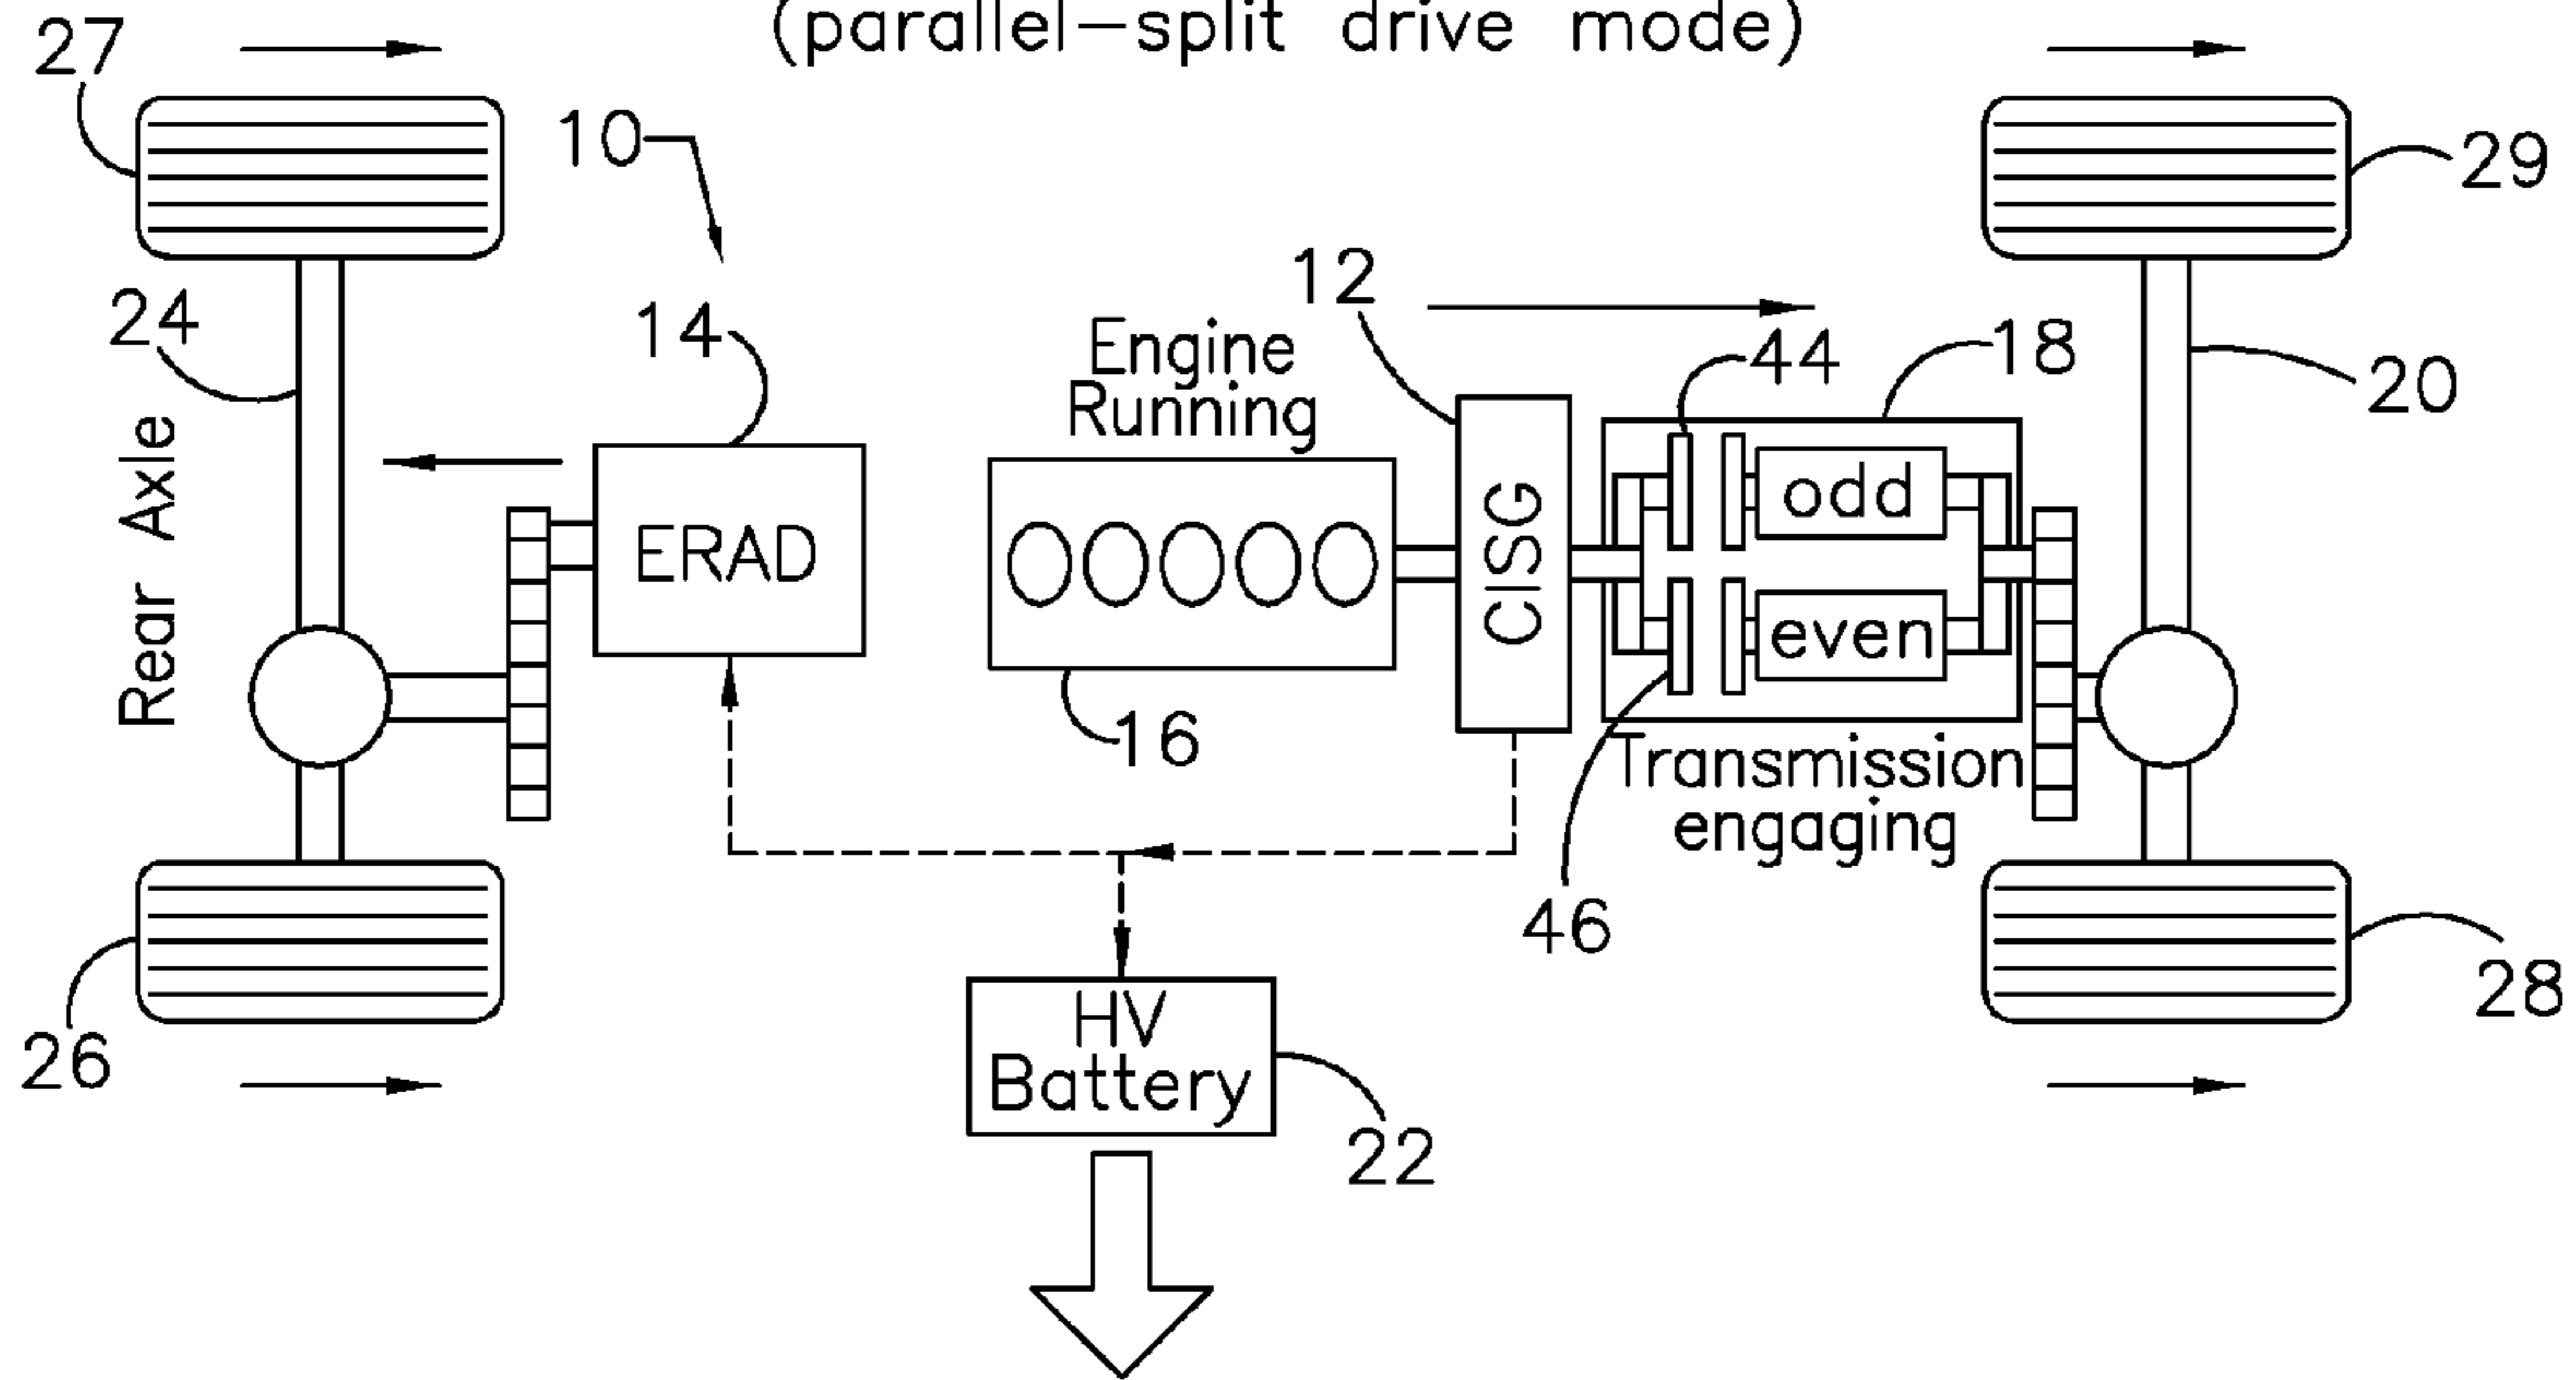 (parallel-split drive mode)
27
10
29
24
14
12
44
18
20
Engine
Running
Rear Axle
ERAD
CISG
odd
even
16
Transmission
engaging
46
26
HV
Battery
22
28